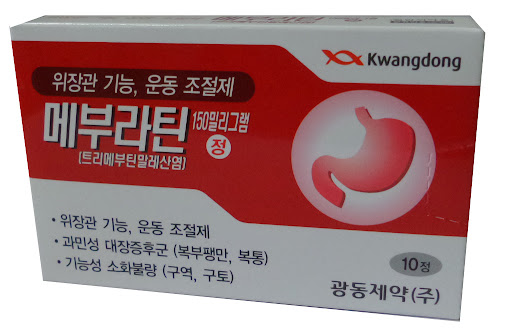 Kwangdong
위장관 기능, 운동 조절제
메부라틴 150밀리그램 정
(트리메부틴말레산염)
• 위장관 기능, 운동 조절제
• 과민성 대장증후군 (복부팽만, 복통)
• 기능성 소화불량 (구역, 구토)
10정
광동제약(주)